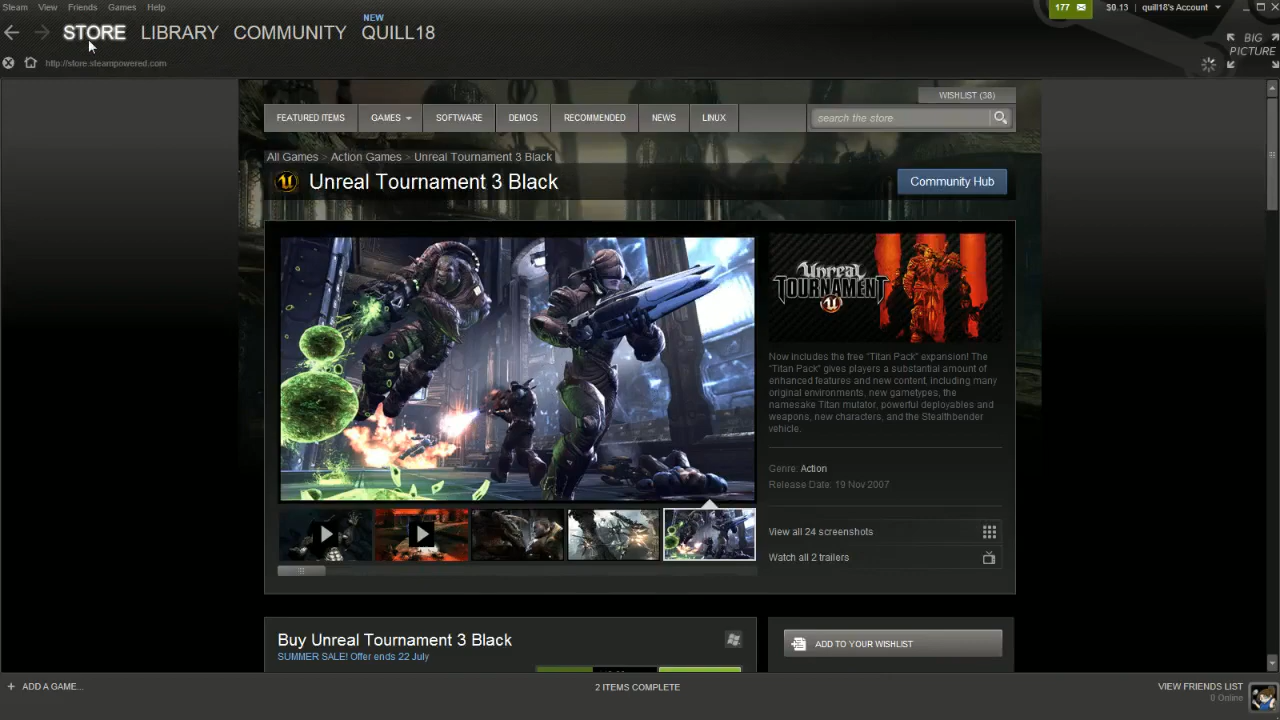 Steam View Friends Games Help
177 $0.13 quill18's Account
STORE LIBRARY COMMUNITY NEW QUILL18
BIG PICTURE
http://store.steampowered.com
WISHLIST (38)
FEATURED ITEMS GAMES SOFTWARE DEMOS RECOMMENDED NEWS LINUX search the store
All Games > Action Games > Unreal Tournament 3 Black
Unreal Tournament 3 Black
Community Hub
Unreal
TOURNAMENT
Now includes the free "Titan Pack" expansion! The
"Titan Pack" gives players a substantial amount of
enhanced features and new content, including many
original environments, new gametypes, the
namesake Titan mutator, powerful deployables and
weapons, new characters, and the Stealthbender
vehicle.
Genre: Action
Release Date: 19 Nov 2007
View all 24 screenshots
Watch all 2 trailers
Buy Unreal Tournament 3 Black
SUMMER SALE! Offer ends 22 July
ADD TO YOUR WISHLIST
+ ADD A GAME...
2 ITEMS COMPLETE
VIEW FRIENDS LIST
0 Online